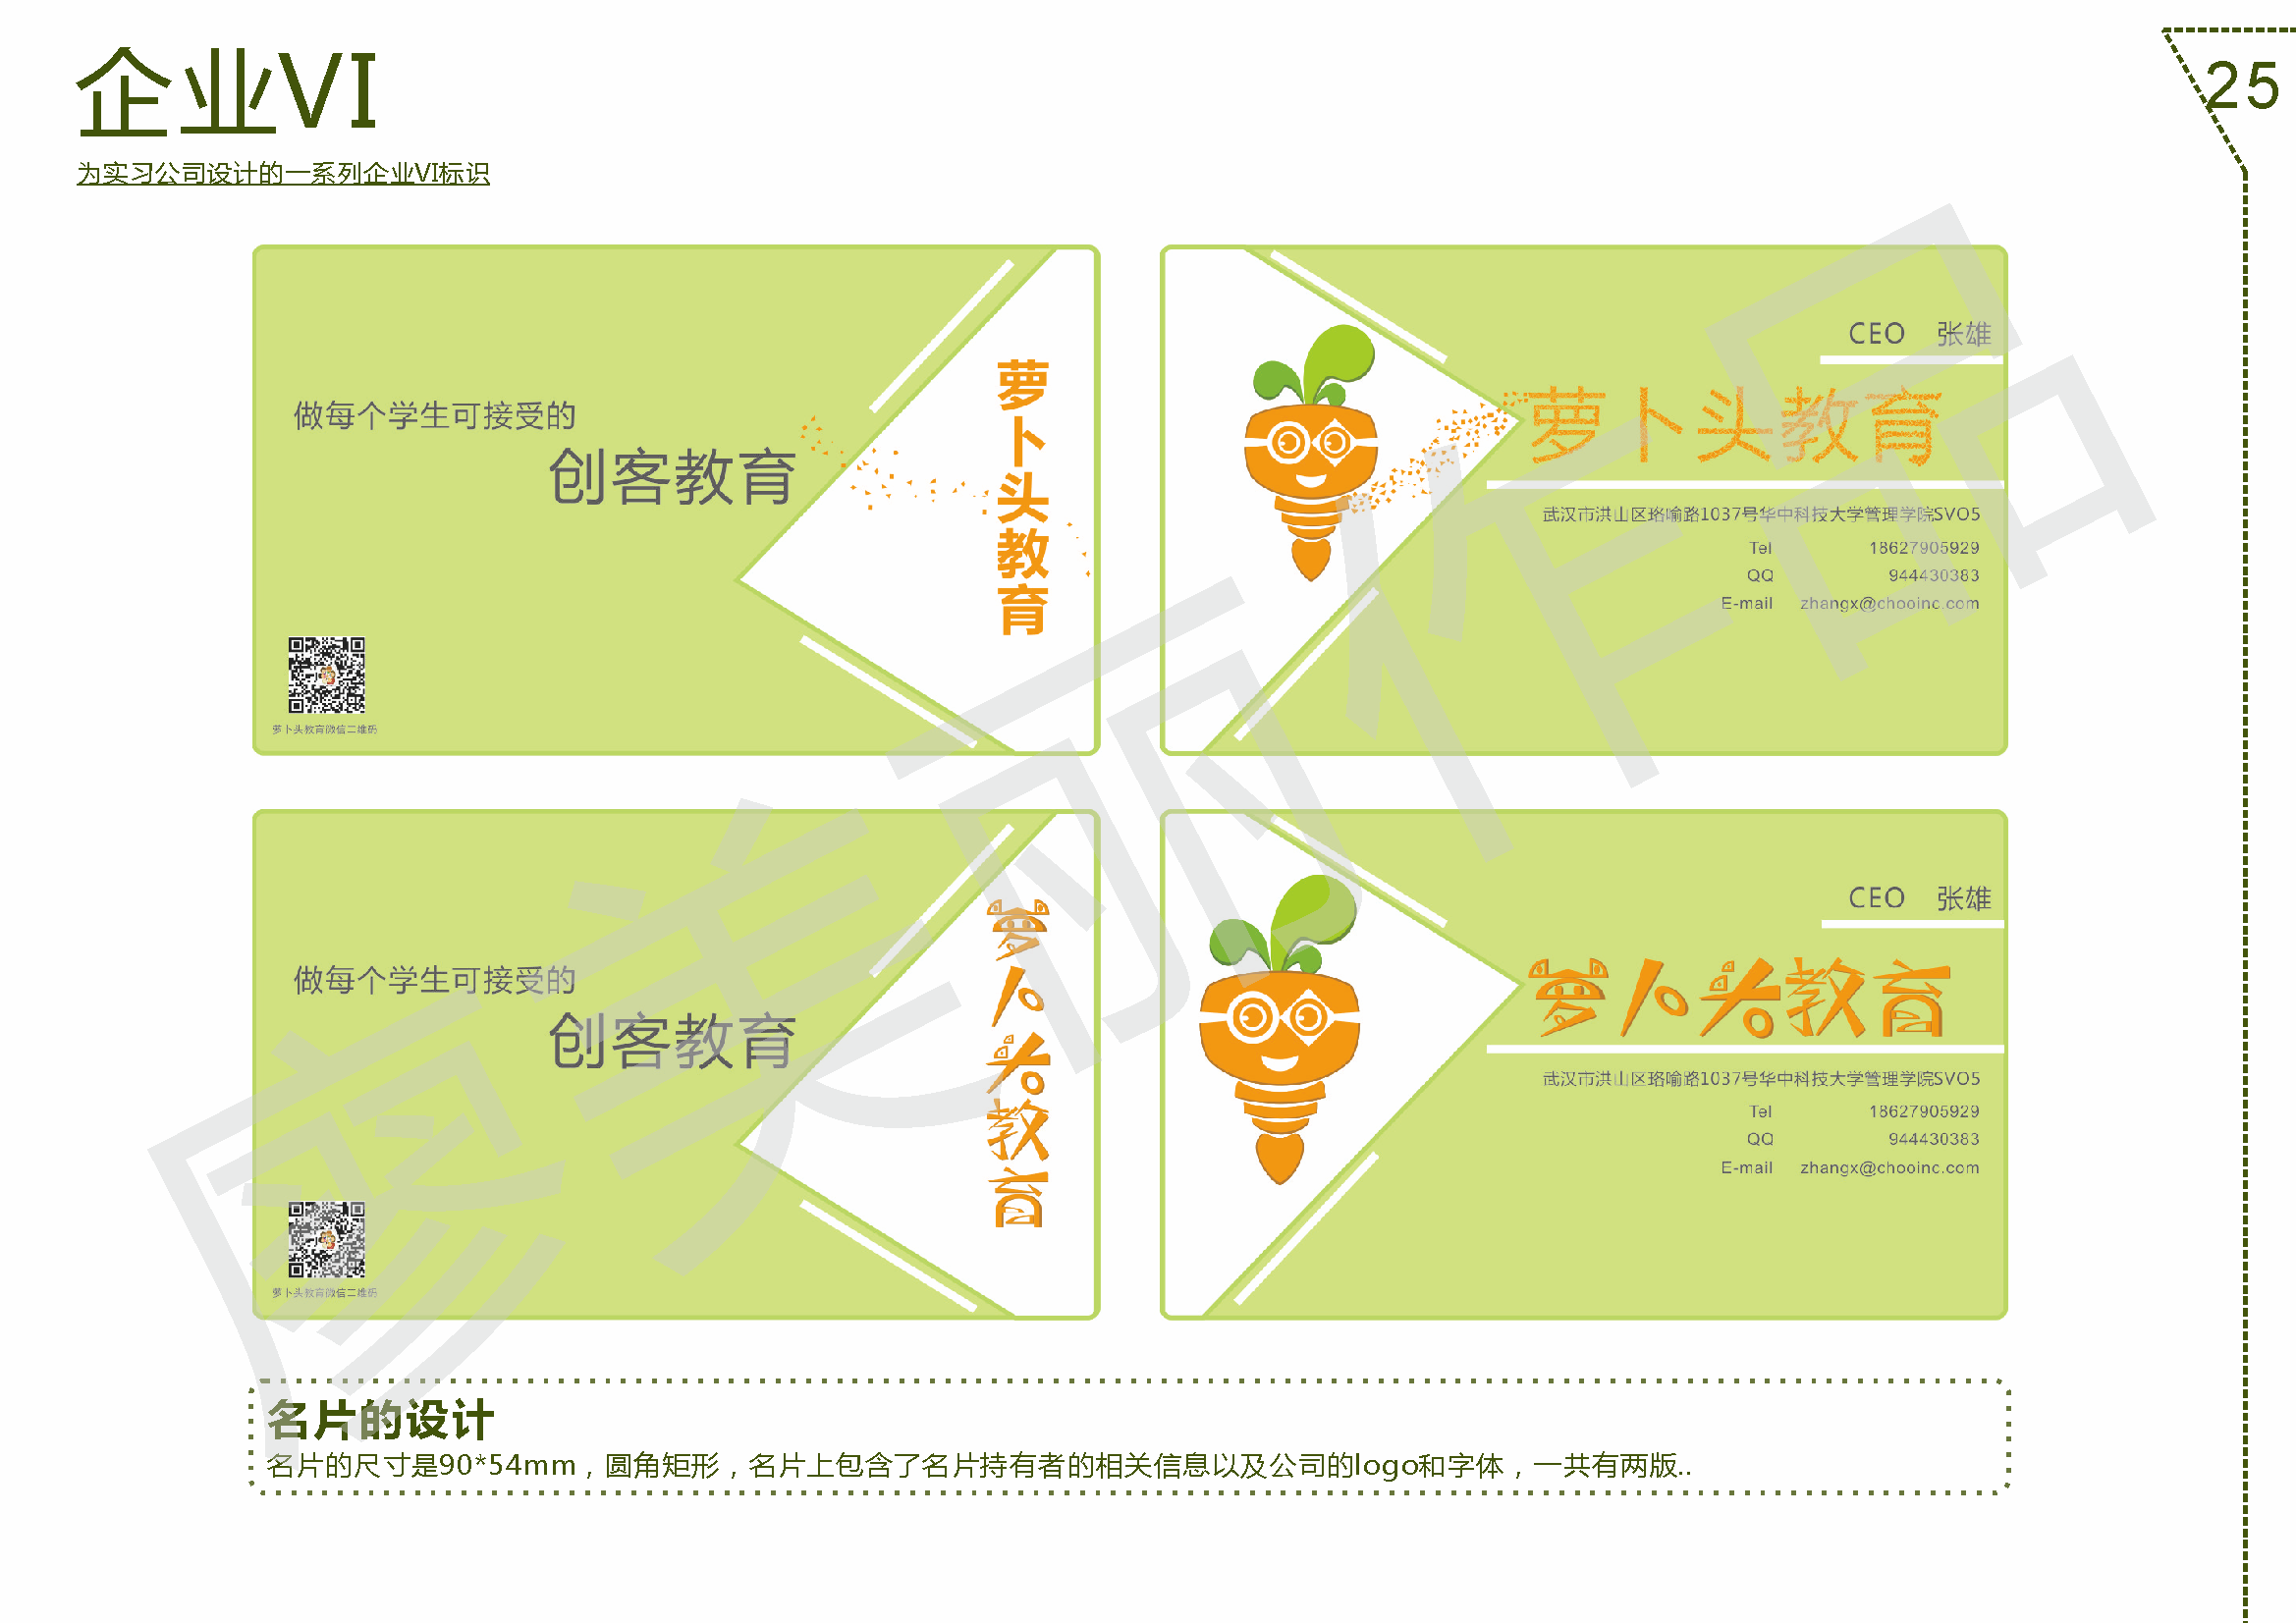 企业VI
25
为实习公司设计的一系列企业VI标识
做每个学生可接受的
创客教育
萝卜头教育
萝卜头教育微信二维码
CEO 张雄
萝卜头教育
武汉市洪山区珞喻路1037号华中科技大学管理学院SVO5
Tel 18627905929
QQ 944430383
E-mail zhangx@chooinc.com
做每个学生可接受的
创客教育
萝卜头教育
萝卜头教育微信二维码
CEO 张雄
萝卜头教育
武汉市洪山区珞喻路1037号华中科技大学管理学院SVO5
Tel 18627905929
QQ 944430383
E-mail zhangx@chooinc.com
名片的设计
名片的尺寸是90*54mm，圆角矩形，名片上包含了名片持有者的相关信息以及公司的logo和字体，一共有两版..
廖美丽作品